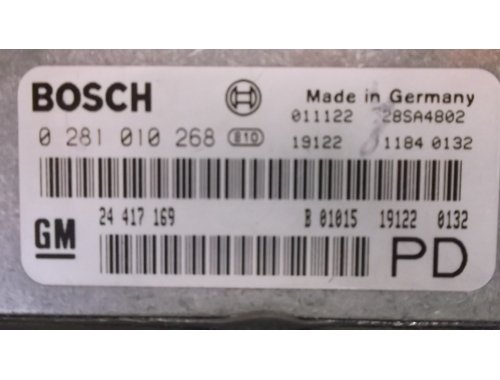 BOSCH Made in Germany
011122 28SA4802
0 281 010 268 810 19122 1184 0132
24 417 169 B 01015 19122 0132
GM PD